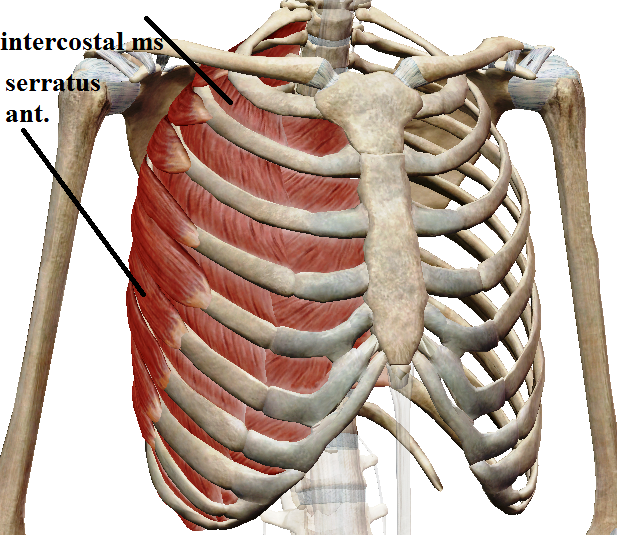 intercostal ms
serratus
ant.